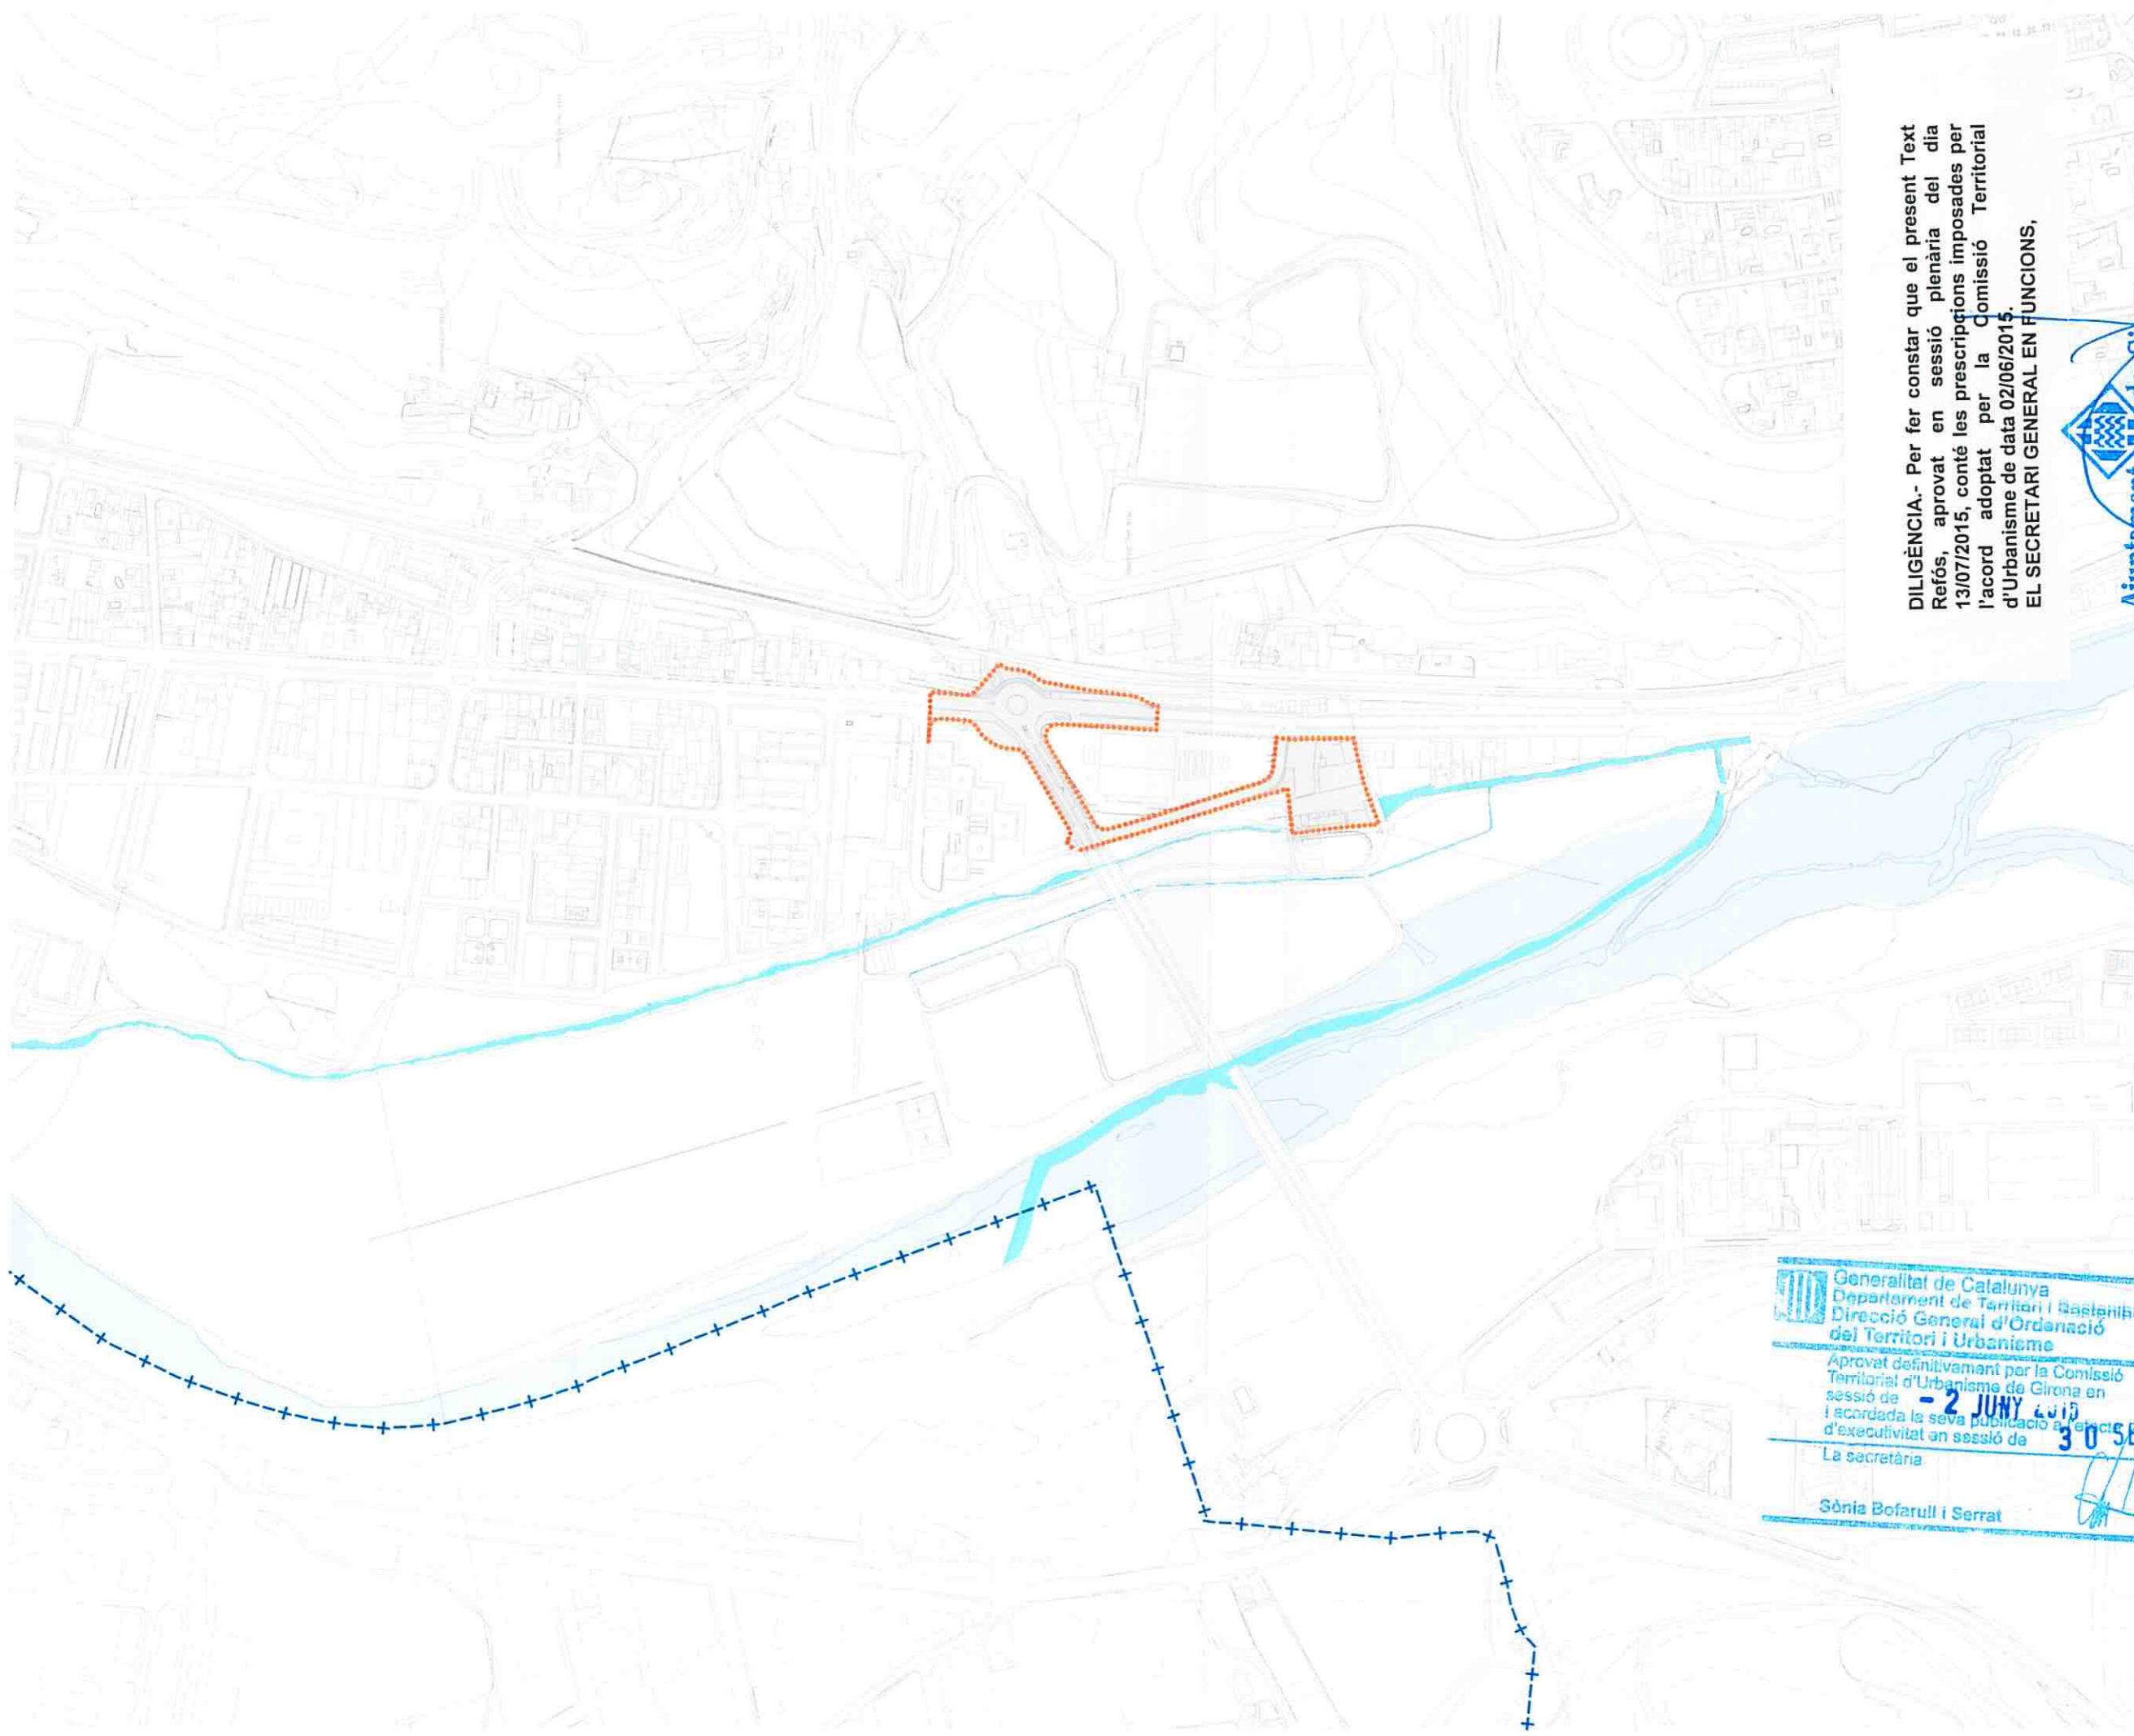 DILIGÈNCIA.- Per fer constar que el present Text
Refós, aprovat en sessió plenària del dia
13/07/2015, conté les prescripcions imposades per
l'acord adoptat per la Comissió Territorial
d'Urbanisme de data 02/06/2015.
EL SECRETARI GENERAL EN FUNCIONS,
Generalitat de Catalunya
Departament de Territori i
Direcció General d'Ordenació
del Territori i Urbanisme
Aprovat definitivament per la Comissió
Territorial d'Urbanisme de Girona en
sessió de - 2 JUNY
i acordada la seva publicació a l'efecte
d'executivitat en sessió de 30
La secretària
Sònia Bofarull i Serrat